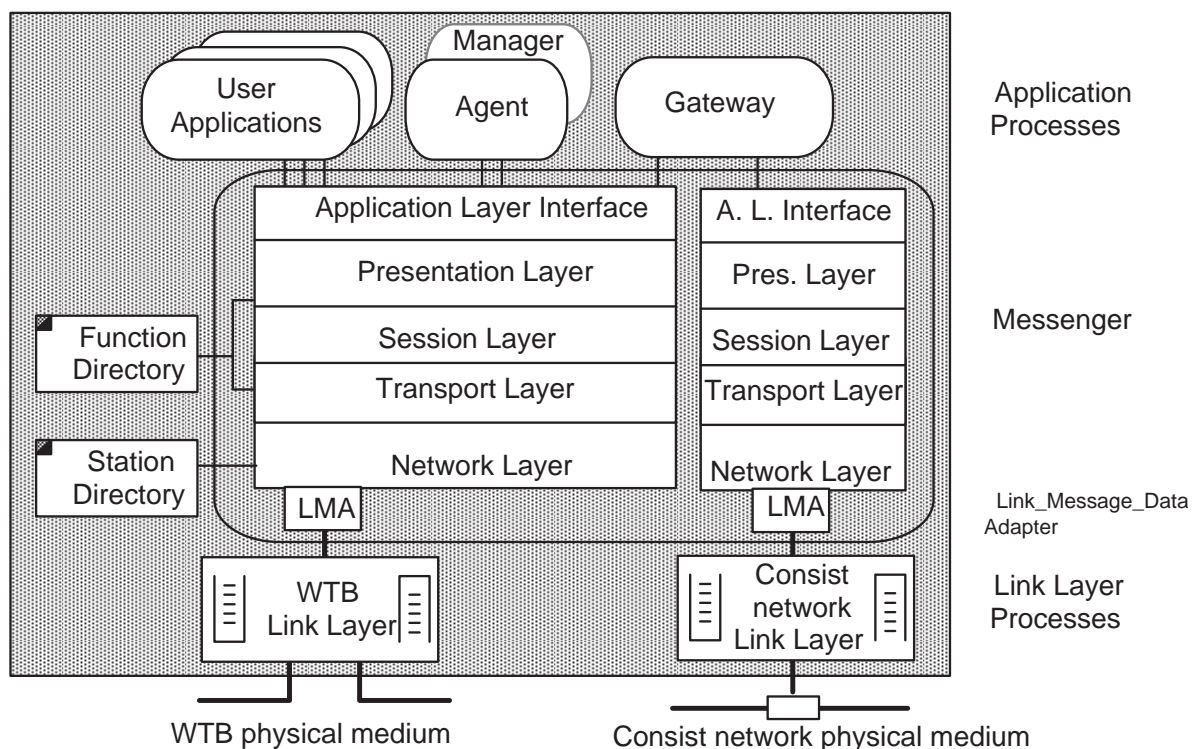 Manager
User
Applications
Agent
Gateway
Application
Processes
Application Layer Interface
A. L. Interface
Presentation Layer
Pres. Layer
Messenger
Function
Directory
Session Layer
Session Layer
Transport Layer
Transport Layer
Station
Directory
Network Layer
Network Layer
LMA
LMA
Link_Message_Data
Adapter
WTB
Link Layer
Consist
network
Link Layer
Link Layer
Processes
WTB physical medium
Consist network physical medium